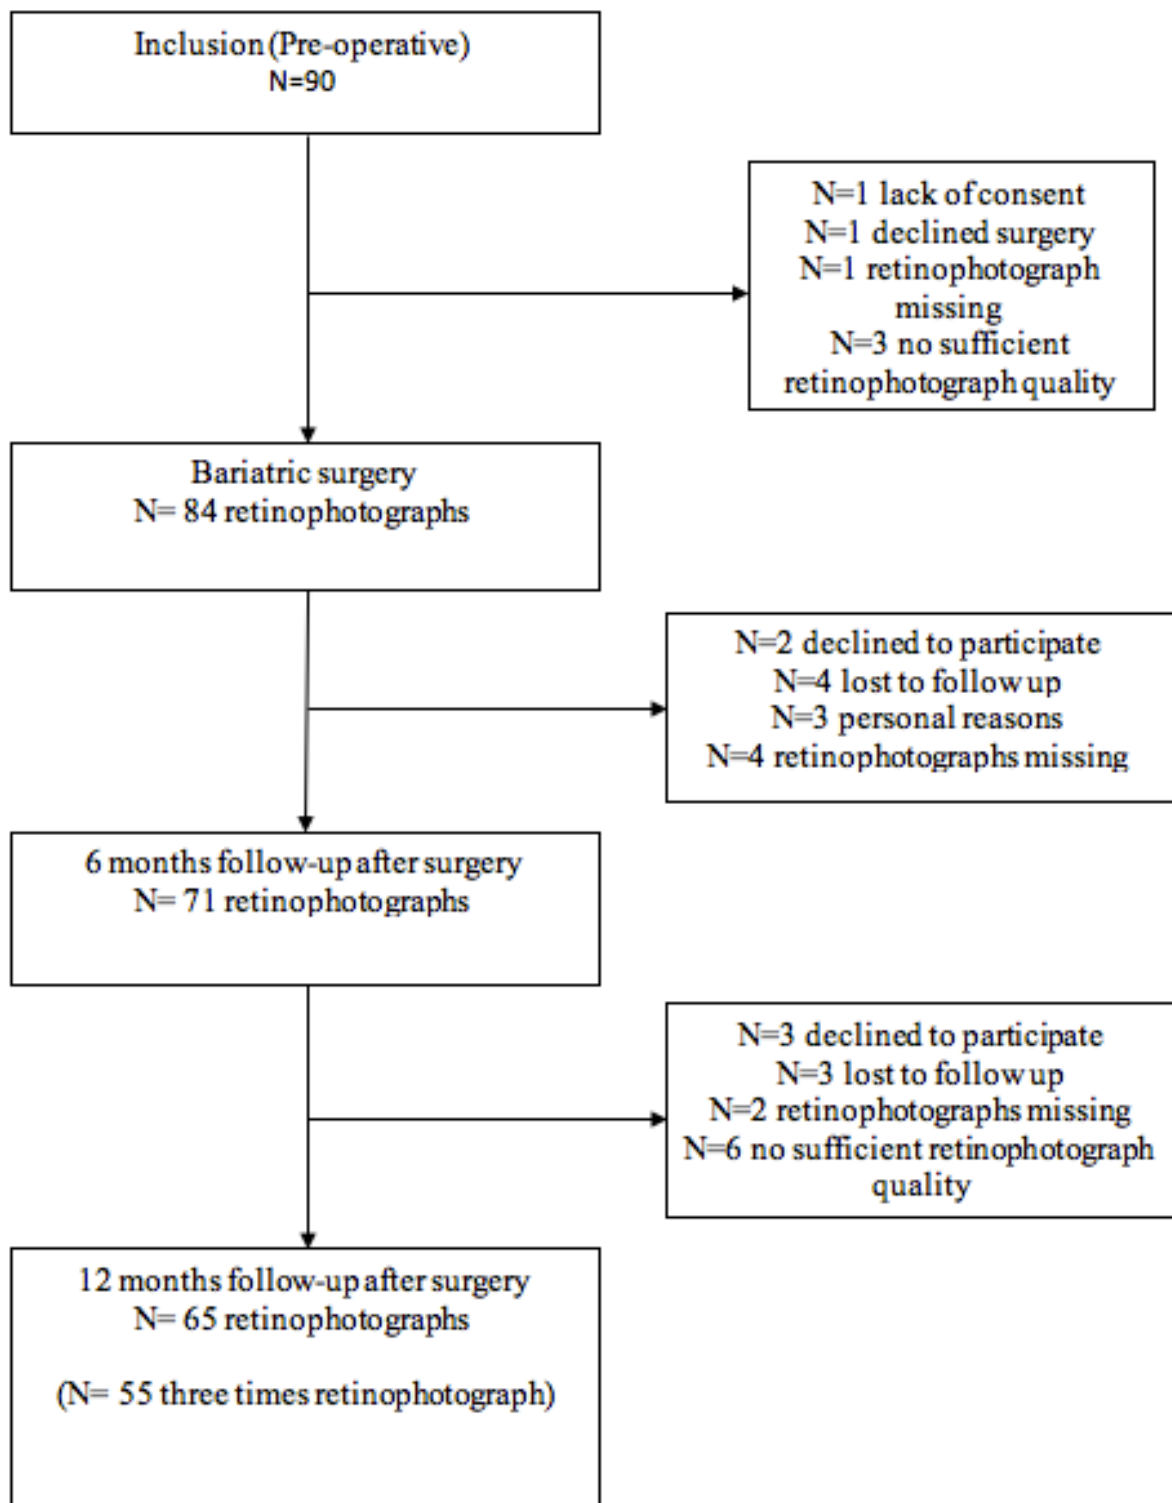 Inclusion (Pre-operative)
N=90
N=1 lack of consent
N=1 declined surgery
N=1 retinophotograph
missing
N=3 no sufficient
retinophotograph quality
Bariatric surgery
N= 84 retinophotographs
N=2 declined to participate
N=4 lost to follow up
N=3 personal reasons
N=4 retinophotographs missing
6 months follow-up after surgery
N= 71 retinophotographs
N=3 declined to participate
N=3 lost to follow up
N=2 retinophotographs missing
N=6 no sufficient retinophotograph
quality
12 months follow-up after surgery
N= 65 retinophotographs
(N= 55 three times retinophotograph)